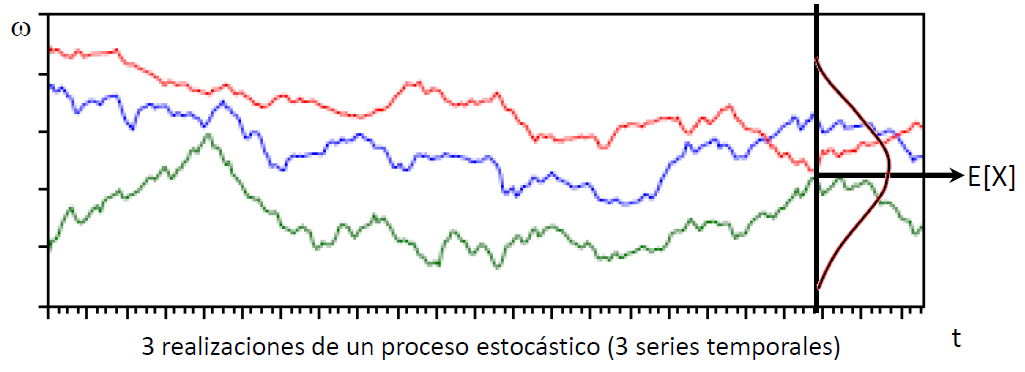 ω
E[X]
t
3 realizaciones de un proceso estocástico (3 series temporales)